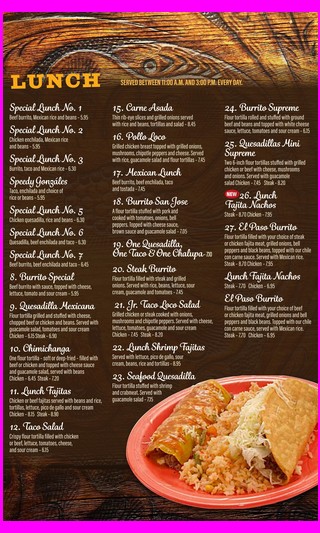 LUNCH
SERVED BETWEEN 11:00 A.M. AND 3:00 P.M. EVERY DAY.
Special Lunch No. 1
Beef burrito, Mexican rice and beans - 5.95
Special Lunch No. 2
Chicken enchilada, Mexican rice
and beans - 5.95
Special Lunch No. 3
Burrito, taco and Mexican rice - 6.30
Speedy Gonzales
Taco, enchilada and choice of
rice or beans - 5.95
Special Lunch No. 5
Chicken quesadilla, rice and beans - 6.30
Special Lunch No. 6
Quesadilla, beef enchilada and taco - 6.30
Special Lunch No. 7
Beef burrito, beef enchilada and taco - 6.45
8. Burrito Special
Beef burrito with sauce, topped with cheese,
lettuce, tomatoes, sour cream
and beans - 6.15
9. Quesadilla Mexicana
Flour tortilla grilled and stuffed with cheese,
chopped beef or chicken and beans. Served with
guacamole salad, tomatoes and sour cream
Chicken - 6.15 Steak - 6.90
10. Chimichanga
One flour tortilla - soft or deep-fried - filled with
beef or chicken and topped with cheese sauce
and guacamole salad, served with beans
Chicken - 6.45 Steak - 7.20
11. Lunch Fajitas
Chicken or beef fajitas served with beans and rice,
tortillas, lettuce, pico de gallo and sour cream
Chicken - 8.15 Steak - 8.90
12. Taco Salad
Crispy flour tortilla filled with chicken
or beef, lettuce, tomatoes, cheese,
and sour cream - 6.15
15. Carne Asada
Thin rib-eye slices and grilled onions served
with rice and beans, tortillas and salad - 8.45
16. Pollo Loco
Grilled chicken breast topped with grilled onions,
mushrooms, chipotle peppers and cheese. Served
with rice, guacamole salad and flour tortillas - 7.45
17. Mexican Lunch
Beef burrito, beef enchilada, taco
and tostada - 7.45
18. Burrito San Jose
A flour tortilla stuffed with pork and
cooked with tomatoes, onions, bell
peppers. Topped with cheese sauce,
brown sauce and guacamole salad - 7.00
19. One Quesadilla,
One Taco & One Chalupa
20. Steak Burrito
Flour tortilla filled with steak and grilled
onions. Served with rice, beans, lettuce, sour
cream, guacamole and tomatoes - 7.45
21. Jr. Taco Loco Salad
Grilled chicken or steak cooked with onions,
mushrooms and chipotle peppers. Served with cheese,
lettuce, tomatoes, guacamole and sour cream
Chicken - 7.45 Steak - 8.20
22. Lunch Shrimp Fajitas
Served with lettuce, pico de gallo, sour
cream, beans, rice and tortillas - 8.95
23. Seafood Quesadilla
Flour tortilla stuffed with shrimp
and crabmeat. Served with
guacamole salad - 7.15
24. Burrito Supreme
Flour tortilla filled and stuffed with ground
beef and beans and topped with white cheese
sauce, lettuce, tomatoes and sour cream - 6.15
25. Quesadillas Mini
Supreme
Two 6-inch flour tortillas stuffed with grilled
chicken or beef with cheese, mushrooms
and onions. Served with guacamole
salad Chicken - 7.45 Steak - 8.20
NEW 26. Lunch
Fajita Nachos
Steak - 8.70 Chicken - 7.95
27. El Paso Burrito
Flour tortilla filled with your choice of steak
or chicken fajita meat, grilled onions, bell
peppers and black beans, topped with our chile
con carne sauce. Served with Mexican rice.
Steak - 8.70 Chicken - 7.95
Lunch Fajita Nachos
Steak - 7.70 Chicken - 6.95
El Paso Burrito
Flour tortilla filled with your choice of beef
or chicken fajita meat, grilled onions and bell
peppers and black beans. Topped with our chile
con carne sauce, served with Mexican rice.
Steak - 7.70 Chicken - 6.95